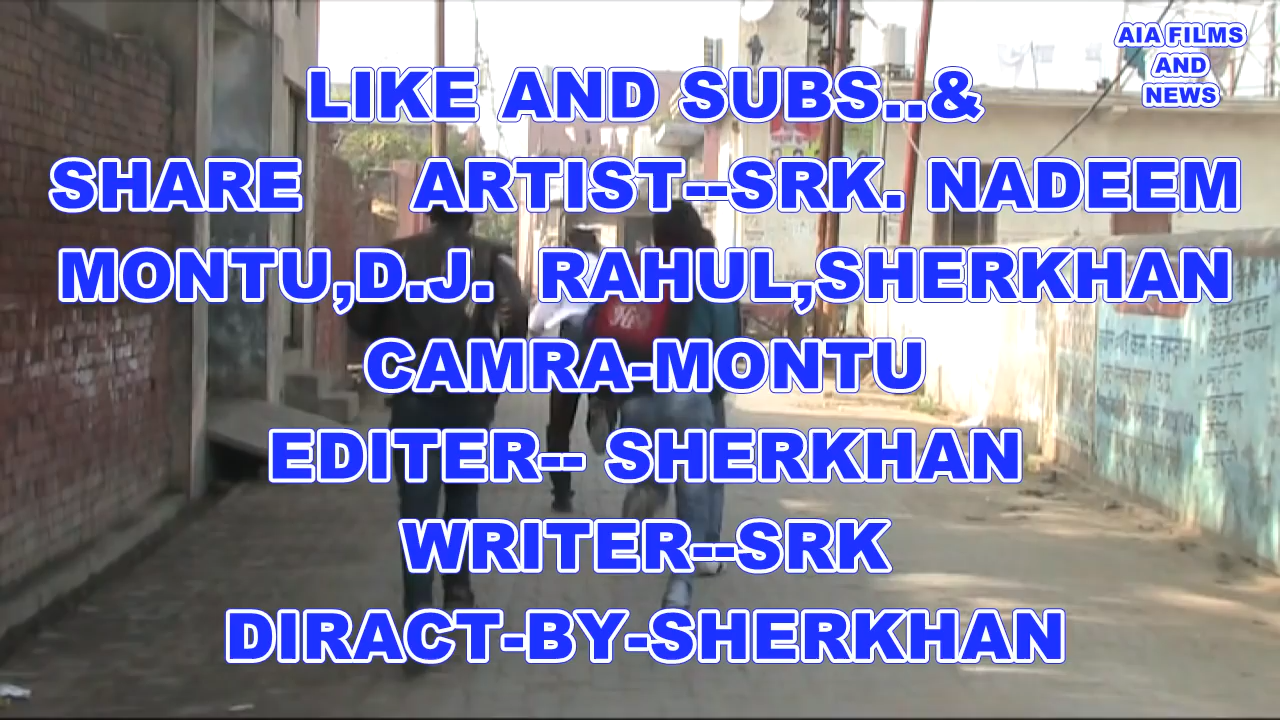 AIA FILMS
AND
NEWS
LIKE AND SUBS..&
SHARE ARTIST--SRK. NADEEM
MONTU,D.J. RAHUL,SHERKHAN
CAMRA-MONTU
EDITER-- SHERKHAN
WRITER--SRK
DIRACT-BY-SHERKHAN